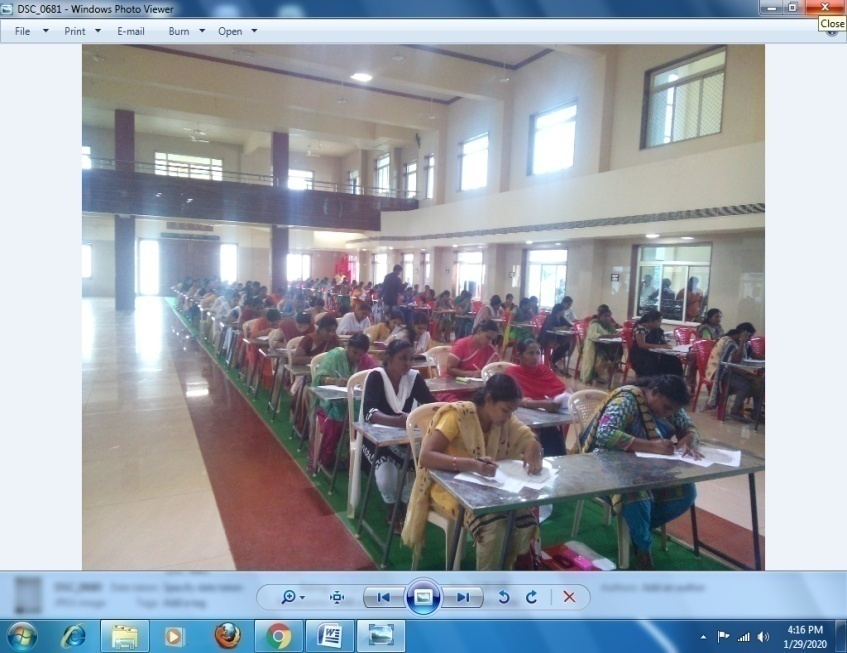 DSC_0681 - Windows Photo Viewer
Close
File Print E-mail Burn Open
4:16 PM
1/29/2020